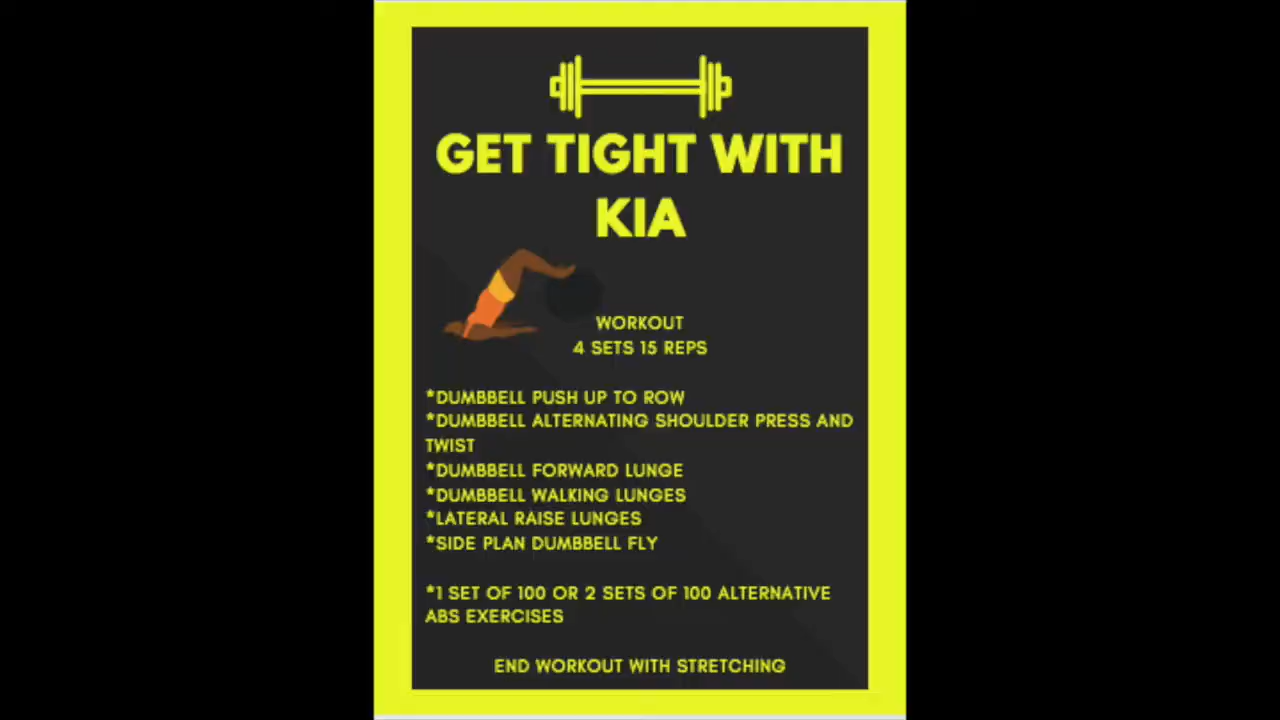 GET TIGHT WITH
KIA
WORKOUT
4 SETS 15 REPS
*DUMBBELL PUSH UP TO ROW
*DUMBBELL ALTERNATING SHOULDER PRESS AND
TWIST
*DUMBBELL FORWARD LUNGE
*DUMBBELL WALKING LUNGES
*LATERAL RAISE LUNGES
*SIDE PLAN DUMBBELL FLY
*1 SET OF 100 OR 2 SETS OF 100 ALTERNATIVE
ABS EXERCISES
END WORKOUT WITH STRETCHING